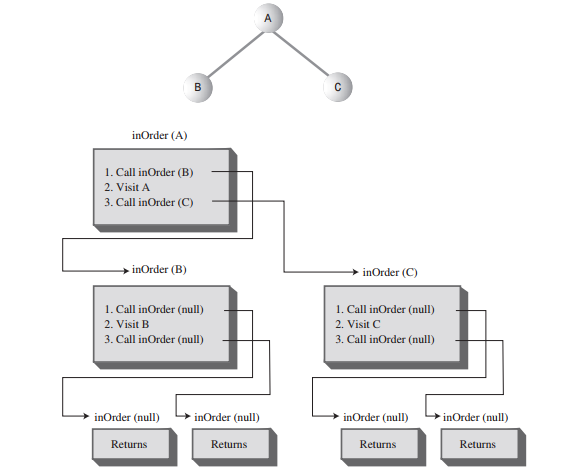 A
B
C
inOrder (A)
1. Call inOrder (B)
2. Visit A
3. Call inOrder (C)
inOrder (B)
inOrder (C)
1. Call inOrder (null)
2. Visit B
3. Call inOrder (null)
1. Call inOrder (null)
2. Visit C
3. Call inOrder (null)
inOrder (null)
inOrder (null)
inOrder (null)
inOrder (null)
Returns
Returns
Returns
Returns